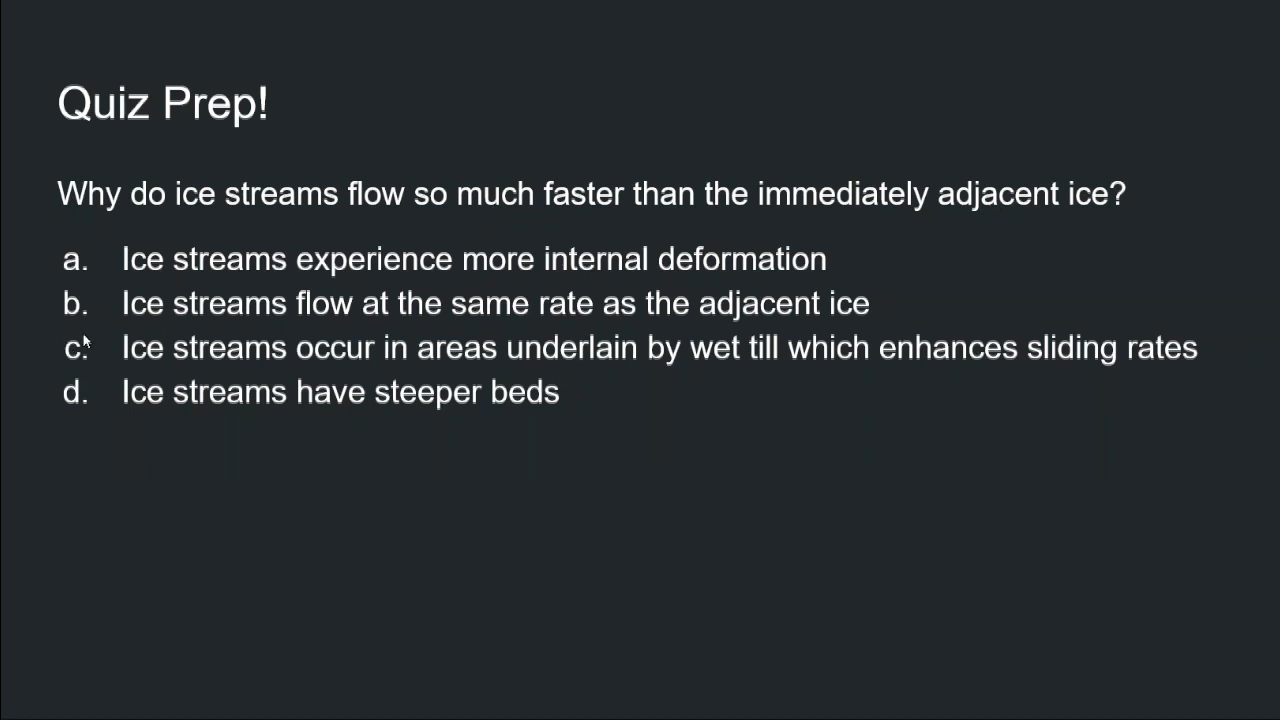 Quiz Prep!
Why do ice streams flow so much faster than the immediately adjacent ice?
a. Ice streams experience more internal deformation
b. Ice streams flow at the same rate as the adjacent ice
c. Ice streams occur in areas underlain by wet till which enhances sliding rates
d. Ice streams have steeper beds